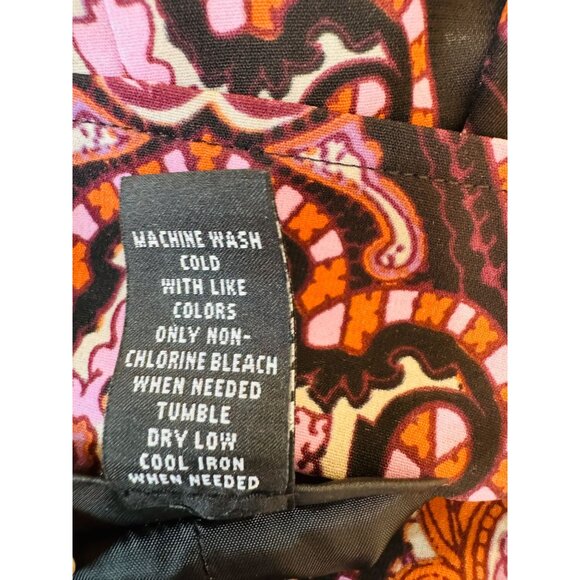 MACHINE WASH
COLD
WITH LIKE
COLORS
ONLY NON-
CHLORINE BLEACH
WHEN NEEDED
TUMBLE
DRY LOW
COOL IRON
WHEN NEEDED